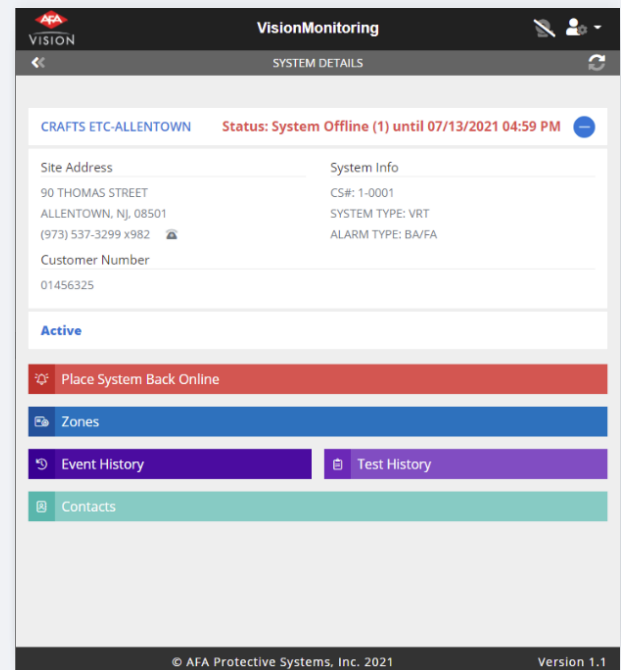 AFA
VISION
VisionMonitoring
SYSTEM DETAILS
CRAFTS ETC-ALLENTOWN
Status: System Offline (1) until 07/13/2021 04:59 PM
Site Address
90 THOMAS STREET
ALLENTOWN, NJ, 08501
(973) 537-3299 x982
System Info
CS#: 1-0001
SYSTEM TYPE: VRT
ALARM TYPE: BA/FA
Customer Number
01456325
Active
Place System Back Online
Zones
Event History
Test History
Contacts
© AFA Protective Systems, Inc. 2021
Version 1.1